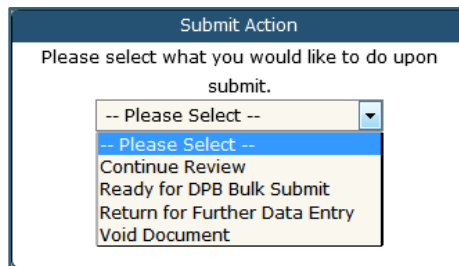 Submit Action
Please select what you would like to do upon
submit.
-- Please Select --
-- Please Select --
Continue Review
Ready for DPB Bulk Submit
Return for Further Data Entry
Void Document